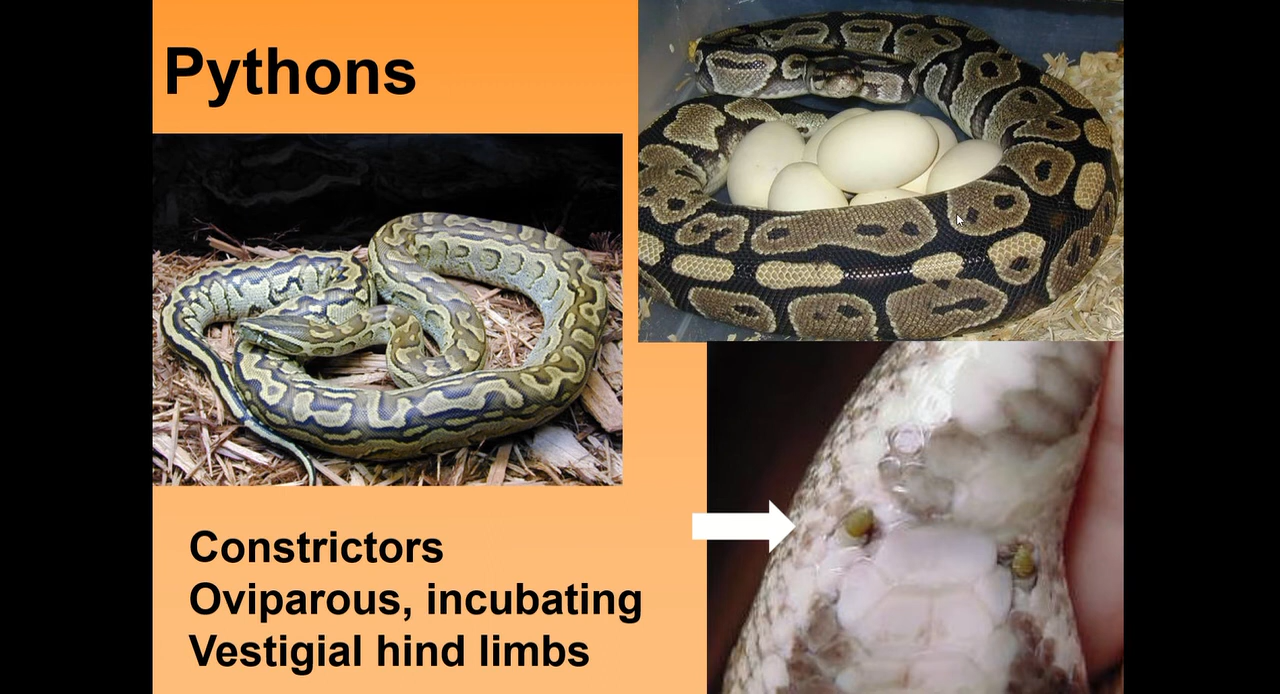 Pythons
Constrictors
Oviparous, incubating
Vestigial hind limbs